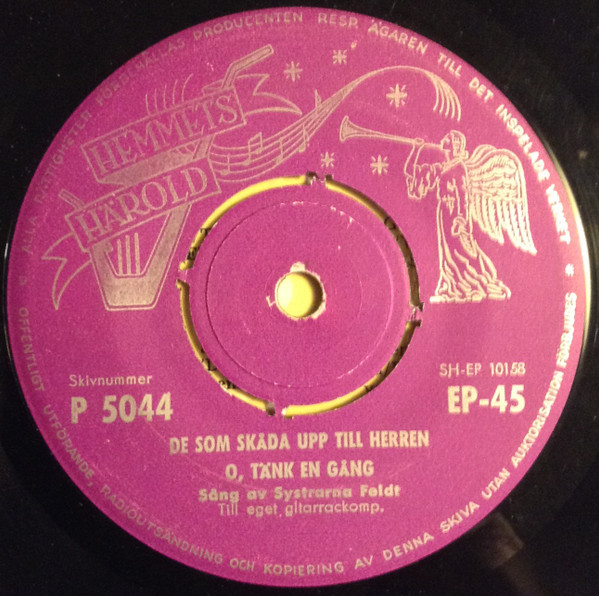 ALLA RÄTTIGHETER FÖRBEHÅLLAS PRODUCENTEN RESP. ÄGAREN TILL DET INSPELADE VERKET *
OFFENTLIGT UTFÖRANDE, RADIOUTSÄNDNING OCH KOPIERING AV DENNA SKIVA UTAN AUKTORISATION FÖRBJUDES
HEMMETS
HÄROLD
Skivnummer
P 5044
SH-EP 10158
EP-45
DE SOM SKÅDA UPP TILL HERREN
O, TÄNK EN GÅNG
Sång av Systrarna Feldt
Till eget gitarrackomp.